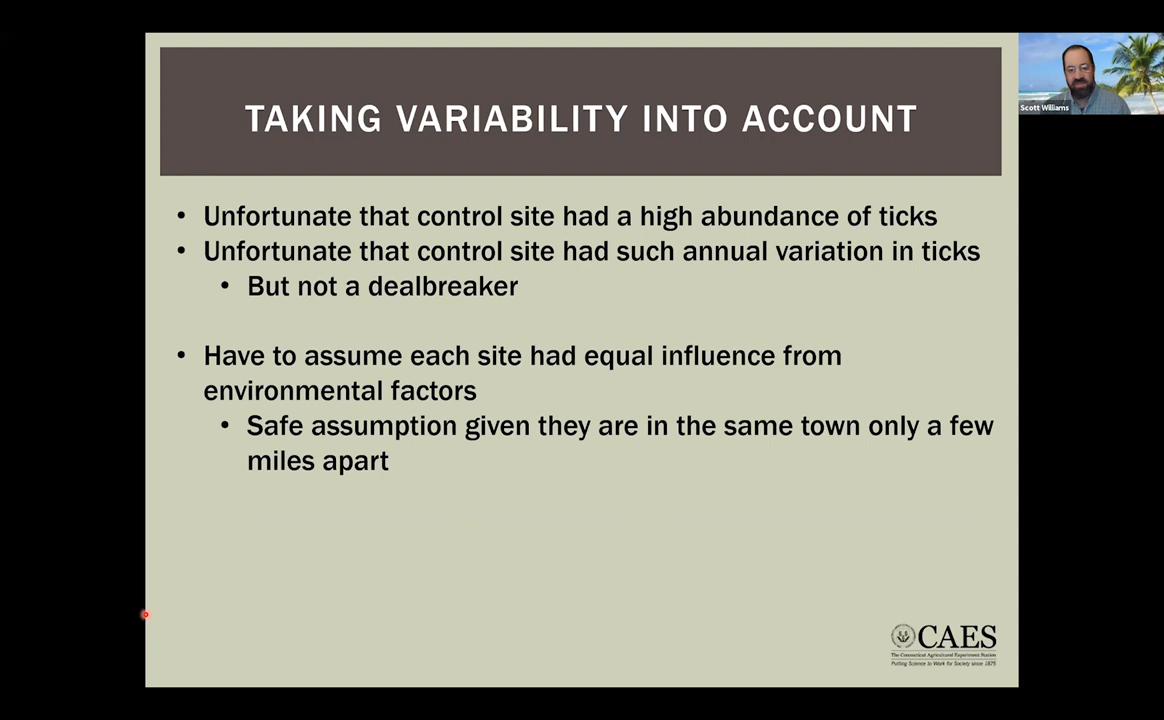 TAKING VARIABILITY INTO ACCOUNT
Scott Williams
• Unfortunate that control site had a high abundance of ticks
• Unfortunate that control site had such annual variation in ticks
• But not a dealbreaker
• Have to assume each site had equal influence from
environmental factors
• Safe assumption given they are in the same town only a few
miles apart
CAES
The Connecticut Agricultural Experiment Station
Putting Science to Work for Society since 1875